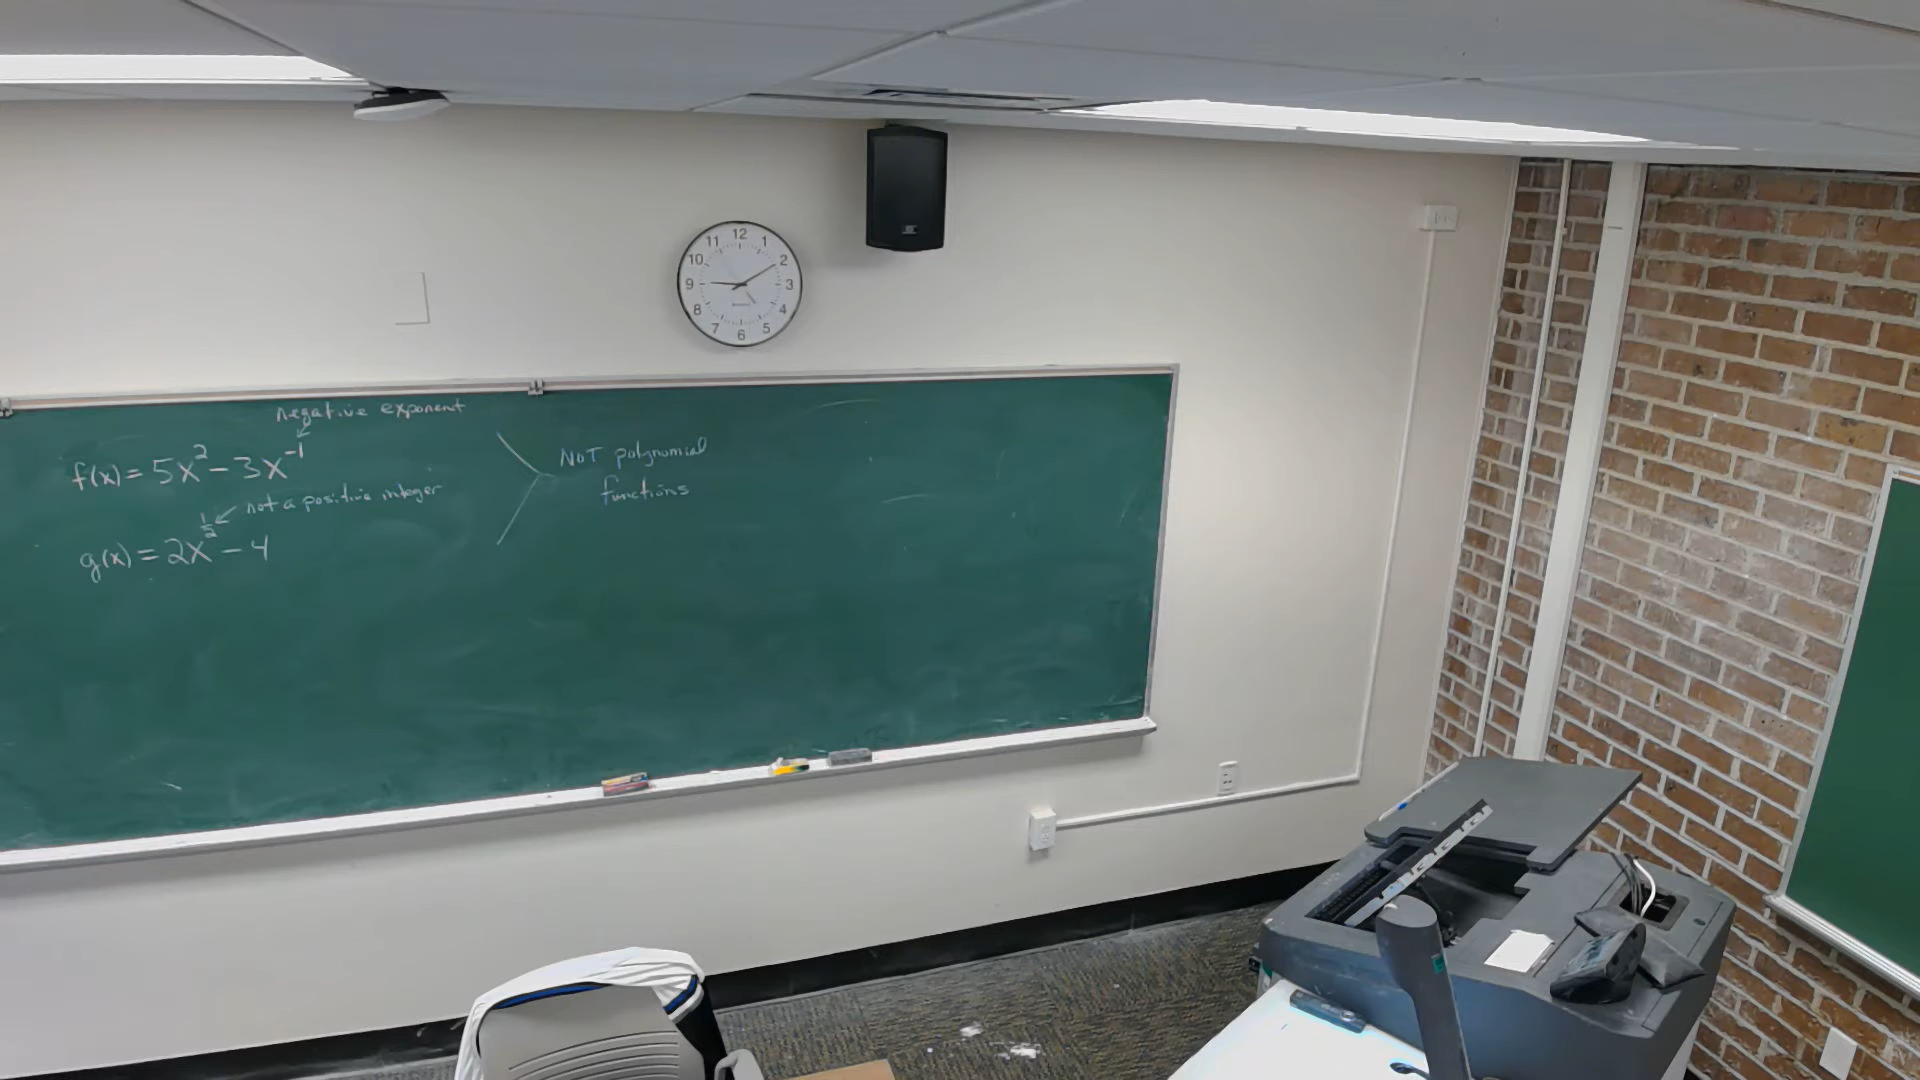 12
11 1
10 2
9 3
8 4
7 5
6
negative exponent
f(x) = 5x² - 3x⁻¹
not a positive integer
g(x) = 2x^½ - 4
NOT polynomial
functions